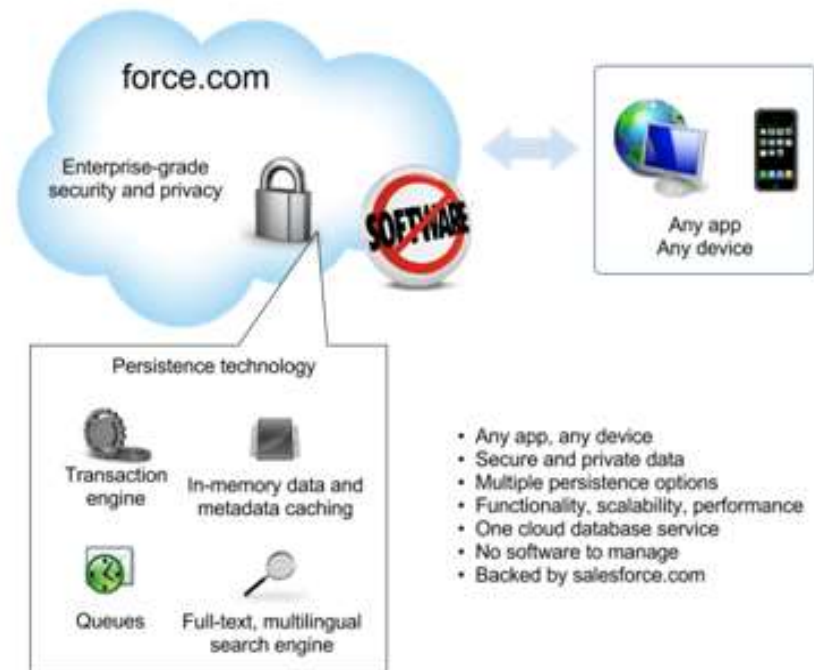 force.com
Enterprise-grade
security and privacy
SOFTWARE
Any app
Any device
Persistence technology
Transaction
engine
In-memory data and
metadata caching
Queues
Full-text, multilingual
search engine
• Any app, any device
• Secure and private data
• Multiple persistence options
• Functionality, scalability, performance
• One cloud database service
• No software to manage
• Backed by salesforce.com